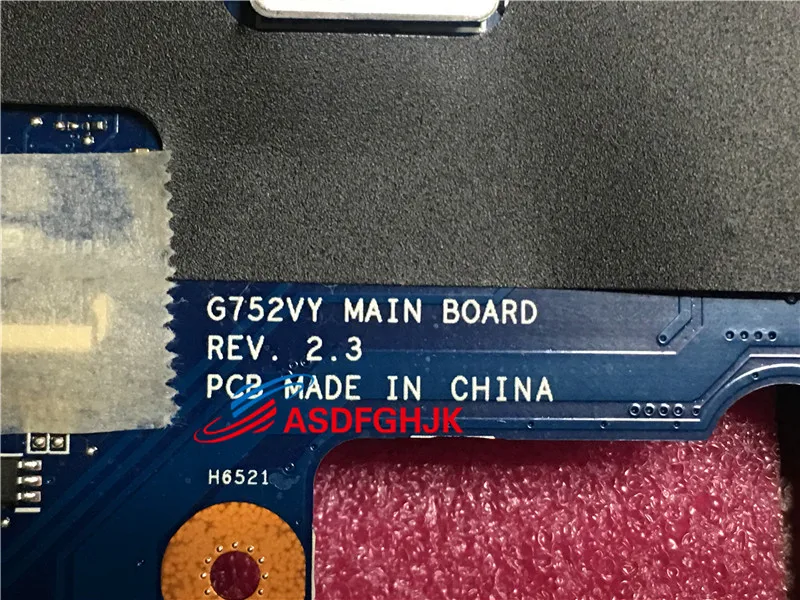 G752VY MAIN BOARD
REV. 2.3
PCB MADE IN CHINA
ASDFGHJK
H6521